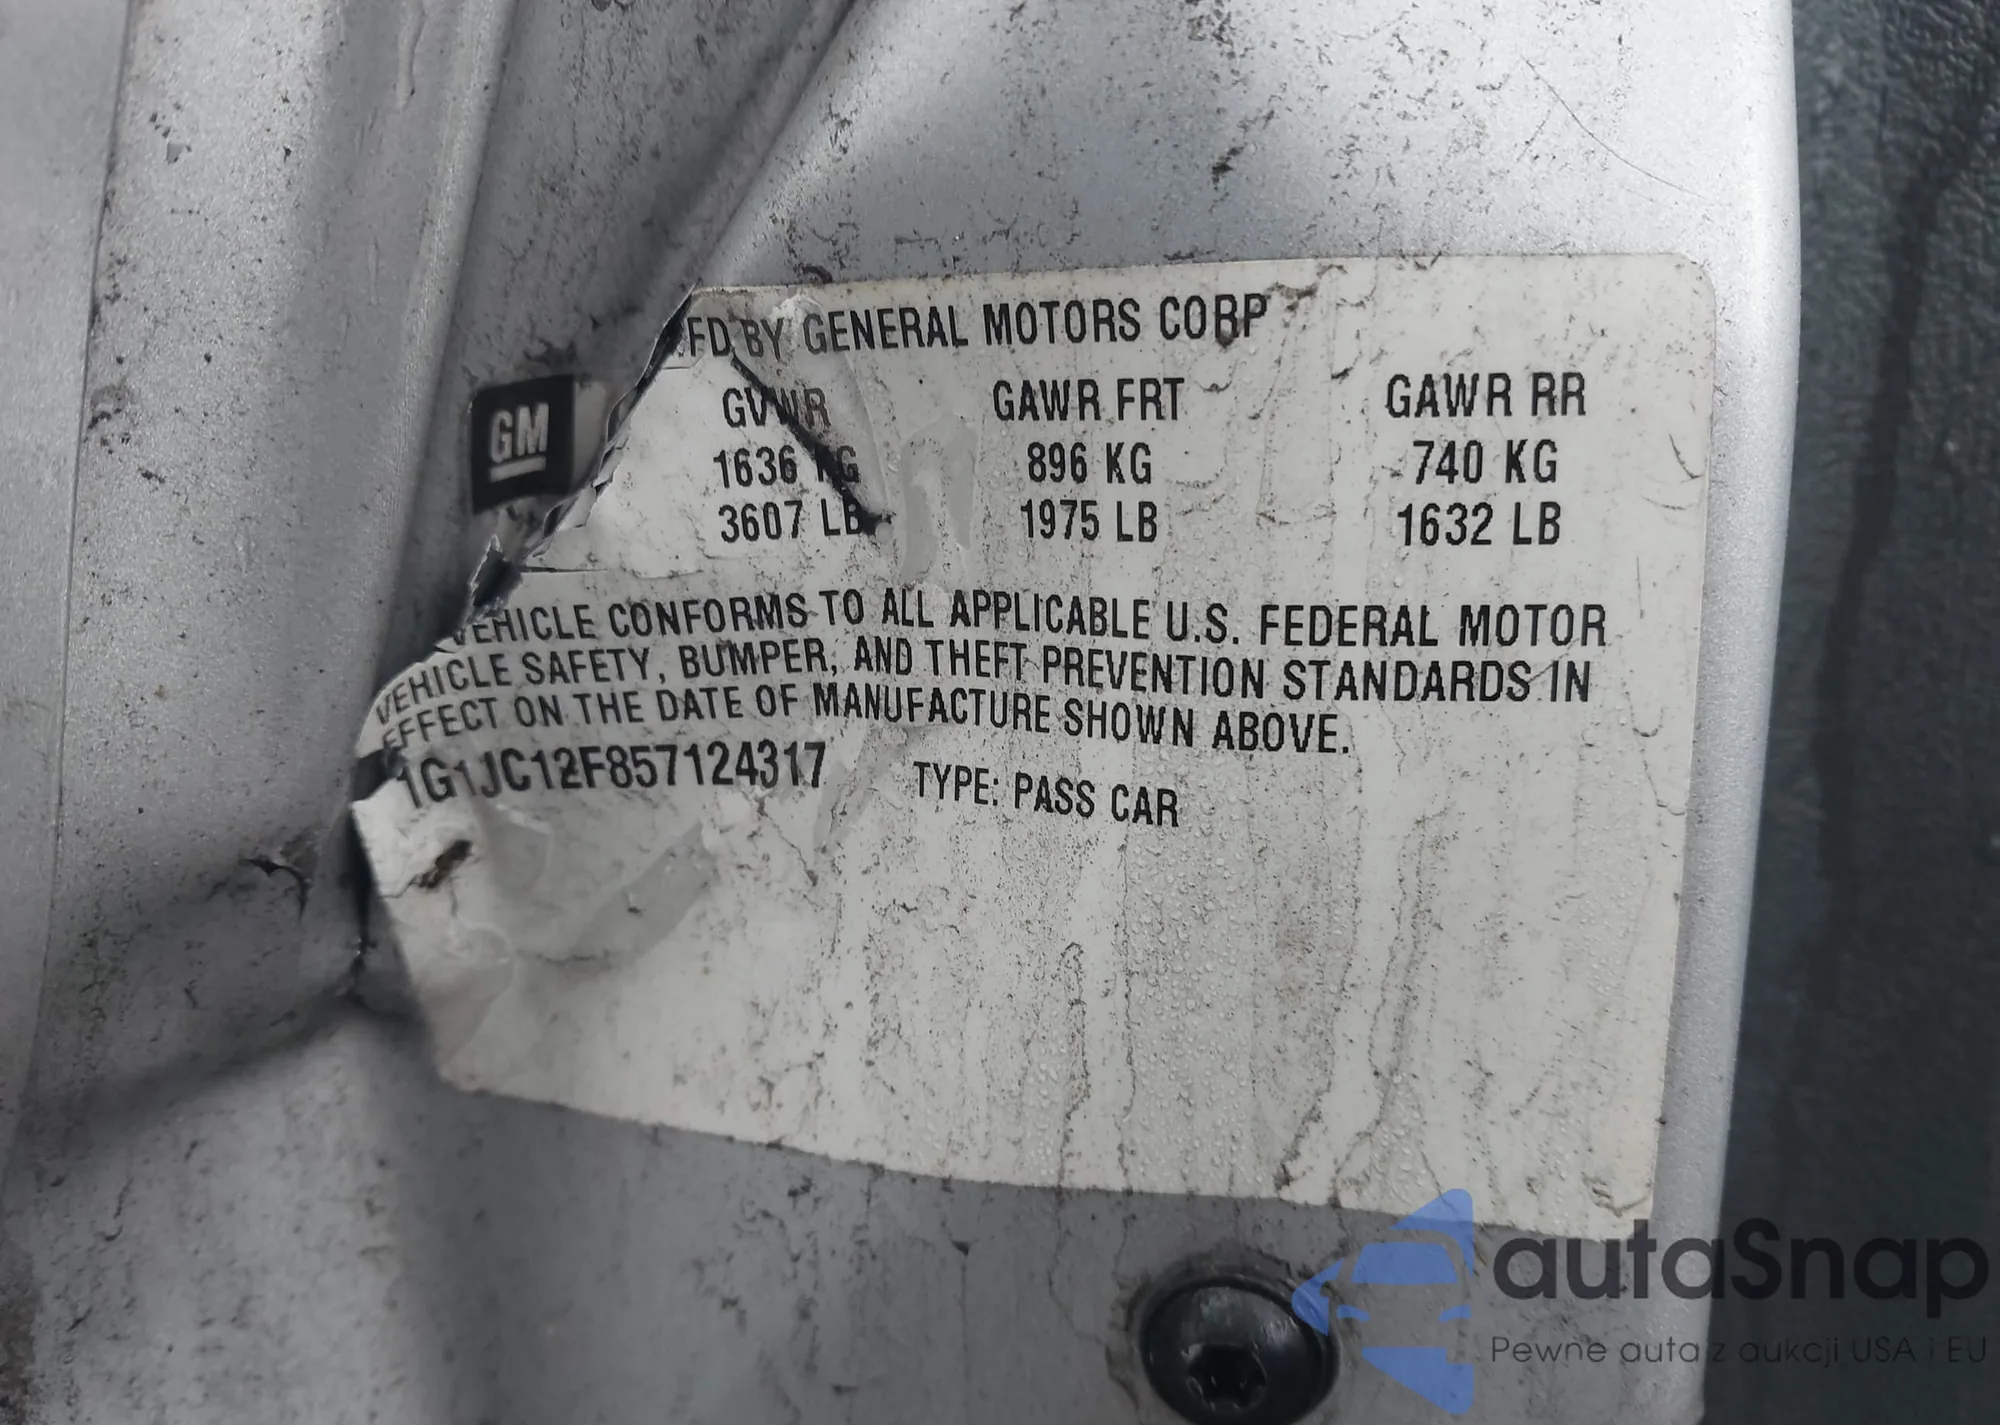 FD BY GENERAL MOTORS CORP
GM
GVWR GAWR FRT GAWR RR
1636 KG 896 KG 740 KG
3607 LB 1975 LB 1632 LB
VEHICLE CONFORMS TO ALL APPLICABLE U.S. FEDERAL MOTOR
VEHICLE SAFETY, BUMPER, AND THEFT PREVENTION STANDARDS IN
EFFECT ON THE DATE OF MANUFACTURE SHOWN ABOVE.
1G1JC12F857124317 TYPE: PASS CAR
autaSnap
Pewne auta z aukcji USA i EU